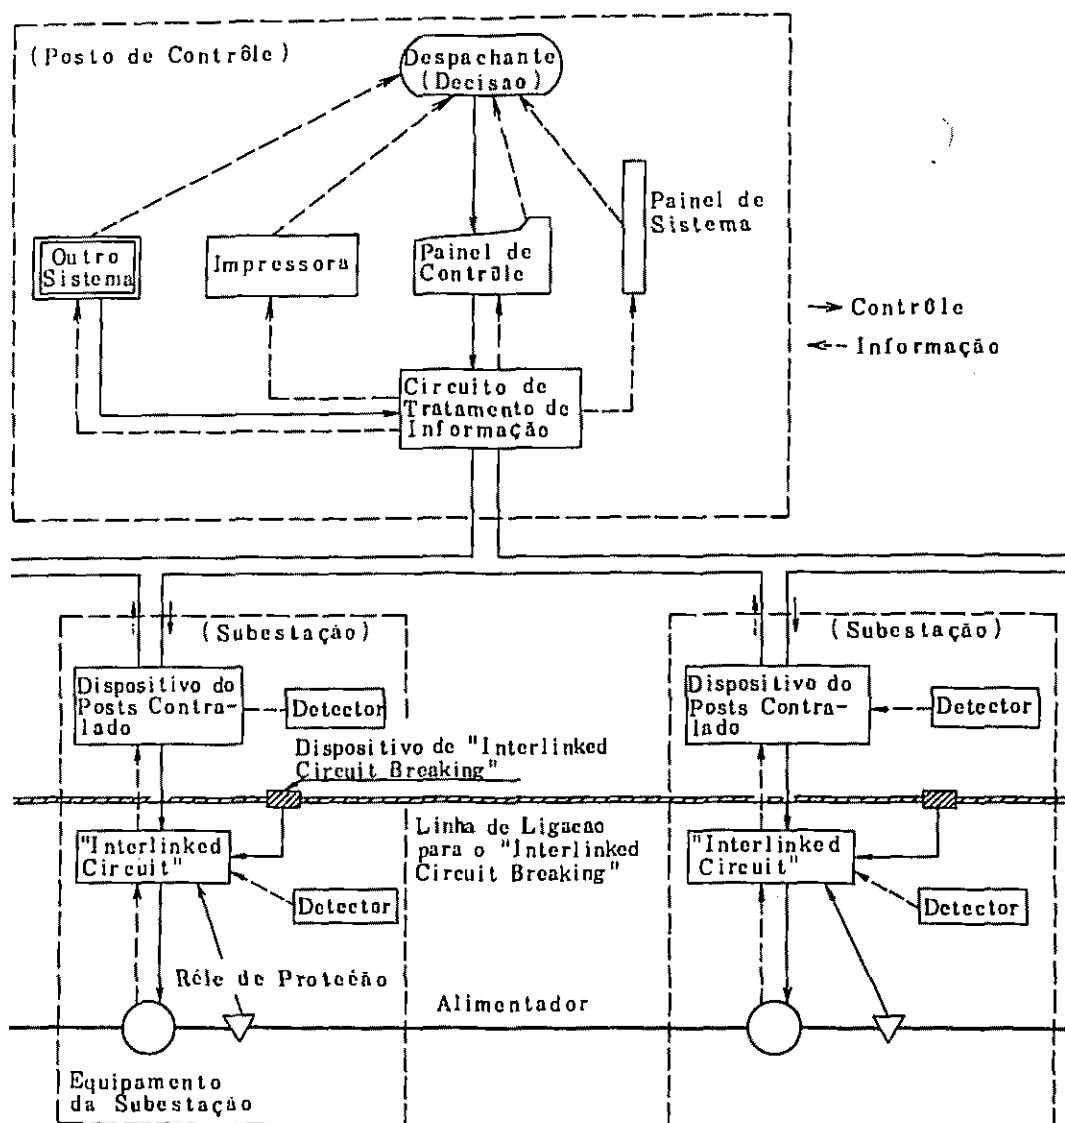 (Posto de Contrôle)
Despachante
(Decisao)
Painel de
Sistema
Outro
Sistema
Impressora
Painel de
Contrôle
Contrôle
Informação
Circuito de
Tratamento de
Informação
(Subestação)
(Subestação)
Dispositivo do
Posts Contra-
lado
Detector
Dispositivo do
Posts Contra-
lado
Detector
Dispositivo de "Interlinked
Circuit Breaking"
"Interlinked
Circuit"
Linha de Ligacao
para o "Interlinked
Circuit Breaking"
"Interlinked
Circuit"
Detector
Detector
Réle de Proteção
Alimentador
Equipamento
da Subestação